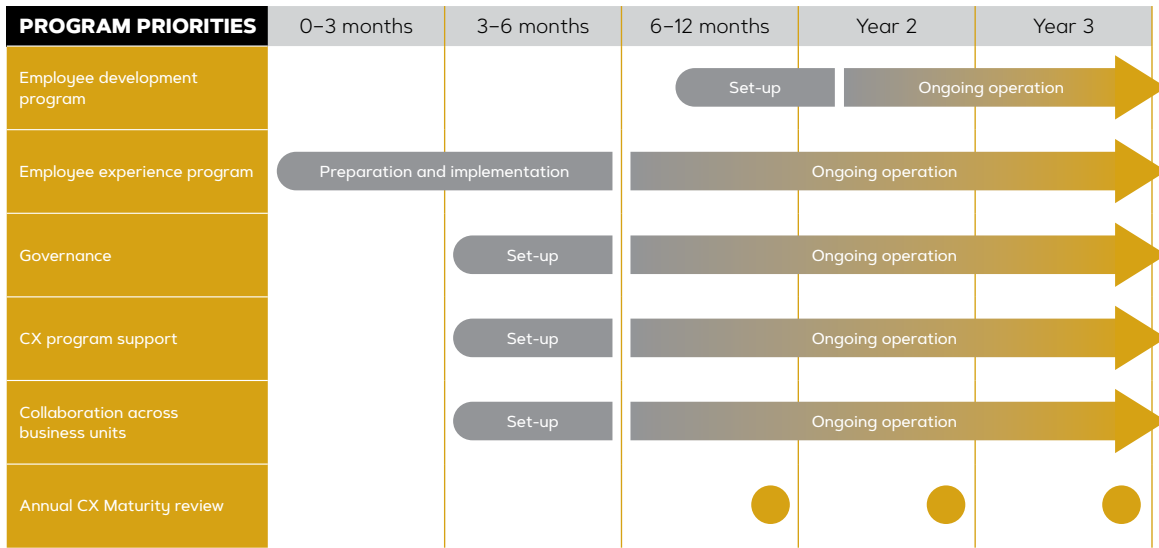 PROGRAM PRIORITIES
0–3 months
3–6 months
6–12 months
Year 2
Year 3
Employee development
program
Set-up
Ongoing operation
Employee experience program
Preparation and implementation
Ongoing operation
Governance
Set-up
Ongoing operation
CX program support
Set-up
Ongoing operation
Collaboration across
business units
Set-up
Ongoing operation
Annual CX Maturity review